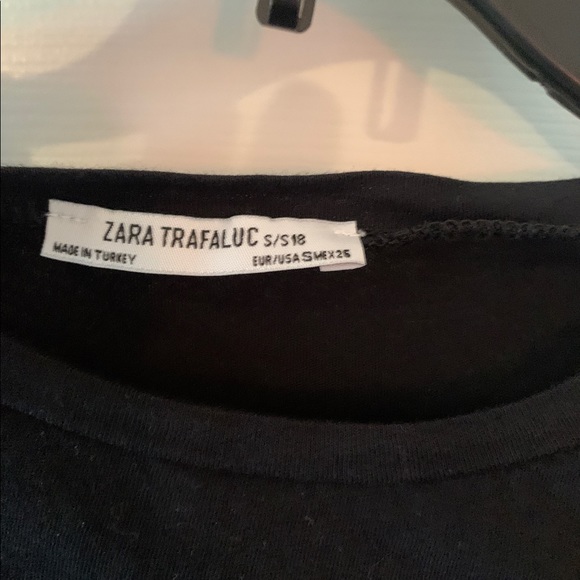 ZARA TRAFALUC S/S18
MADE IN TURKEY EUR/USA S MEX 26